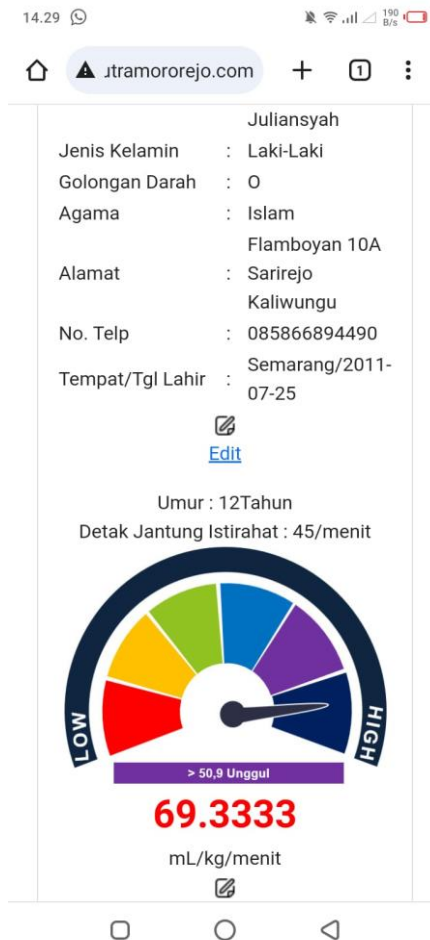 14.29
190
B/s
utramororejo.com
1
Juliansyah
Jenis Kelamin : Laki-Laki
Golongan Darah : O
Agama : Islam
Alamat : Flamboyan 10A
Sarirejo
Kaliwungu
No. Telp : 085866894490
Tempat/Tgl Lahir : Semarang/2011-
07-25
Edit
Umur : 12Tahun
Detak Jantung Istirahat : 45/menit
LOW
HIGH
> 50,9 Unggul
69.3333
mL/kg/menit